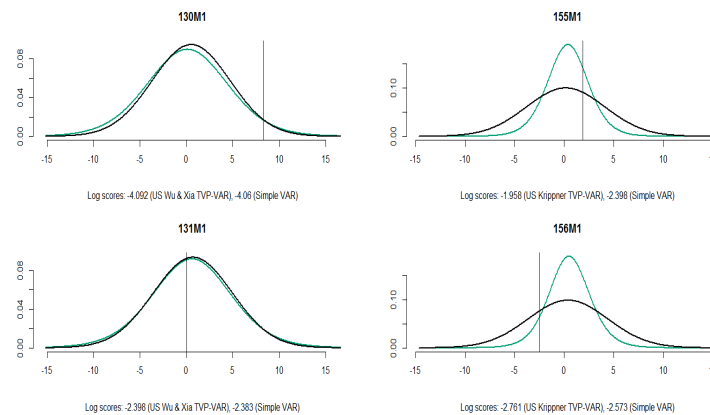 130M1
0.08
0.04
0.00
-15 -10 -5 0 5 10 15
Log scores: -4.092 (US Wu & Xia TVP-VAR), -4.06 (Simple VAR)
155M1
0.10
0.00
-15 -10 -5 0 5 10 15
Log scores: -1.958 (US Krippner TVP-VAR), -2.398 (Simple VAR)
131M1
0.08
0.04
0.00
-15 -10 -5 0 5 10 15
Log scores: -2.398 (US Wu & Xia TVP-VAR), -2.383 (Simple VAR)
156M1
0.10
0.00
-15 -10 -5 0 5 10 15
Log scores: -2.761 (US Krippner TVP-VAR), -2.573 (Simple VAR)